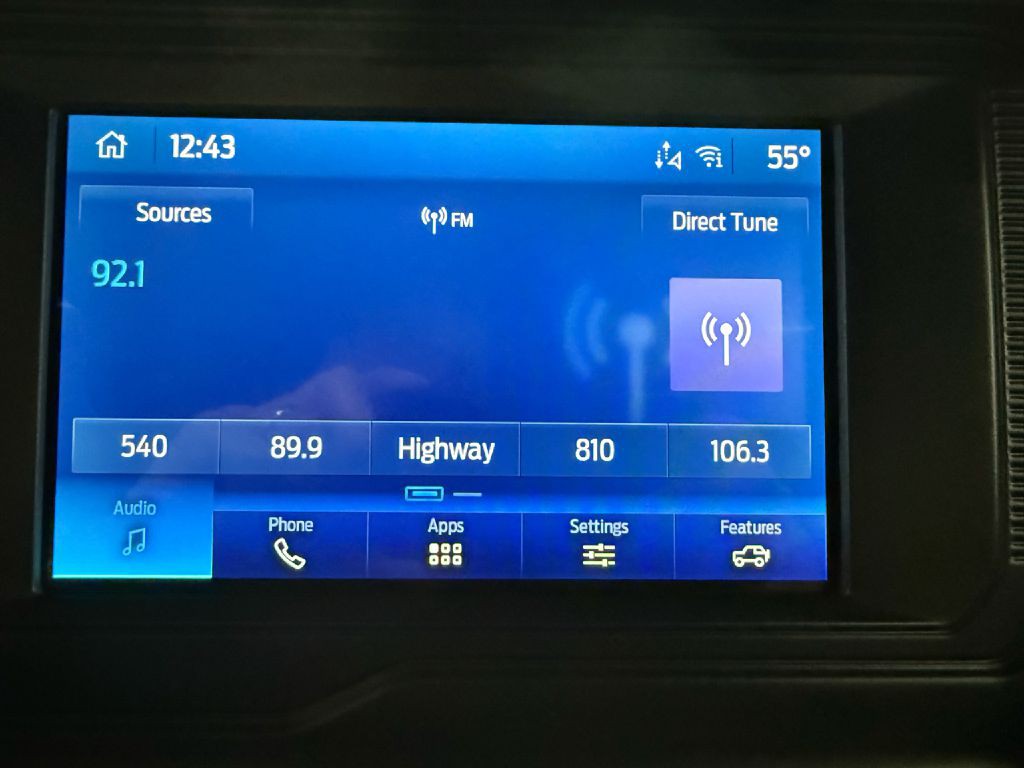 12:43 55°
Sources FM Direct Tune
92.1
540 89.9 Highway 810 106.3
Audio Phone Apps Settings Features